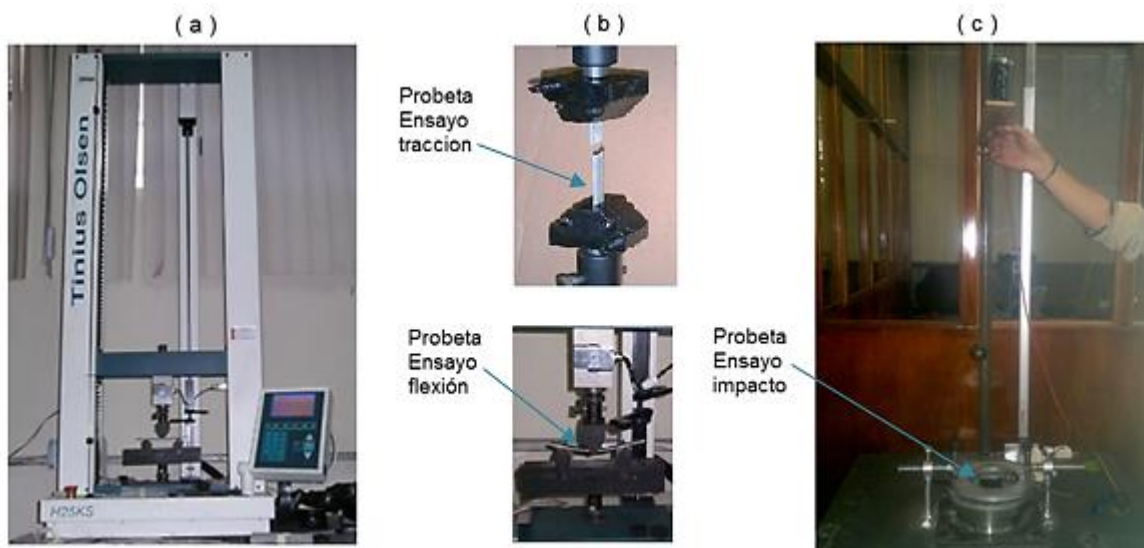 ( a )
( b )
( c )
Tinius Olsen
H25KS
Probeta
Ensayo
traccion
Probeta
Ensayo
flexión
Probeta
Ensayo
impacto